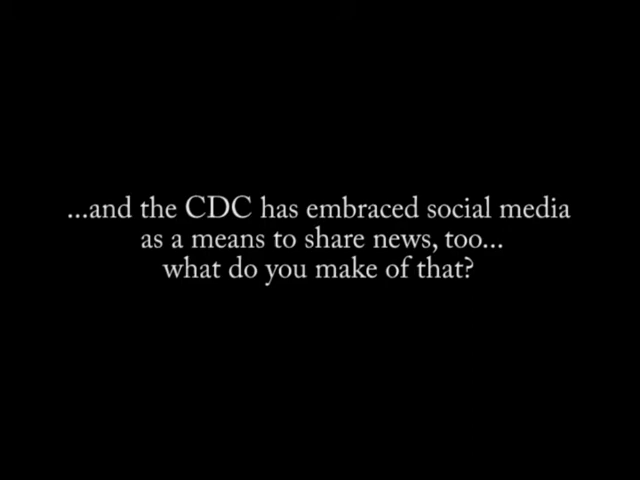 ...and the CDC has embraced social media
as a means to share news, too...
what do you make of that?